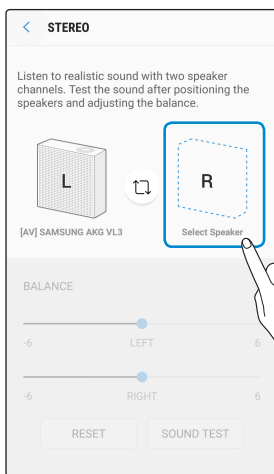 STEREO
Listen to realistic sound with two speaker
channels. Test the sound after positioning the
speakers and adjusting the balance.
L
R
[AV] SAMSUNG AKG VL3
Select Speaker
BALANCE
-6 LEFT 6
-6 RIGHT 6
RESET SOUND TEST